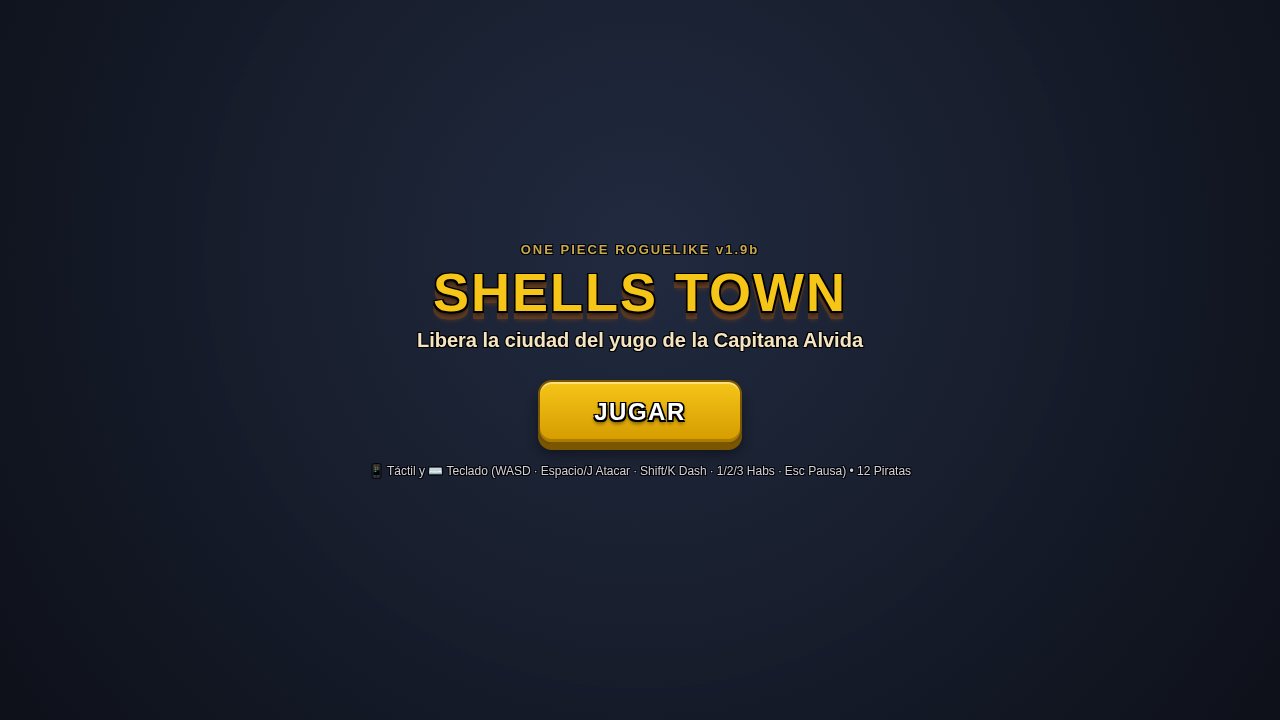 ONE PIECE ROGUELIKE v1.9b
SHELLS TOWN
Libera la ciudad del yugo de la Capitana Alvida
JUGAR
📱 Táctil y ⌨️ Teclado (WASD · Espacio/J Atacar · Shift/K Dash · 1/2/3 Habs · Esc Pausa) • 12 Piratas